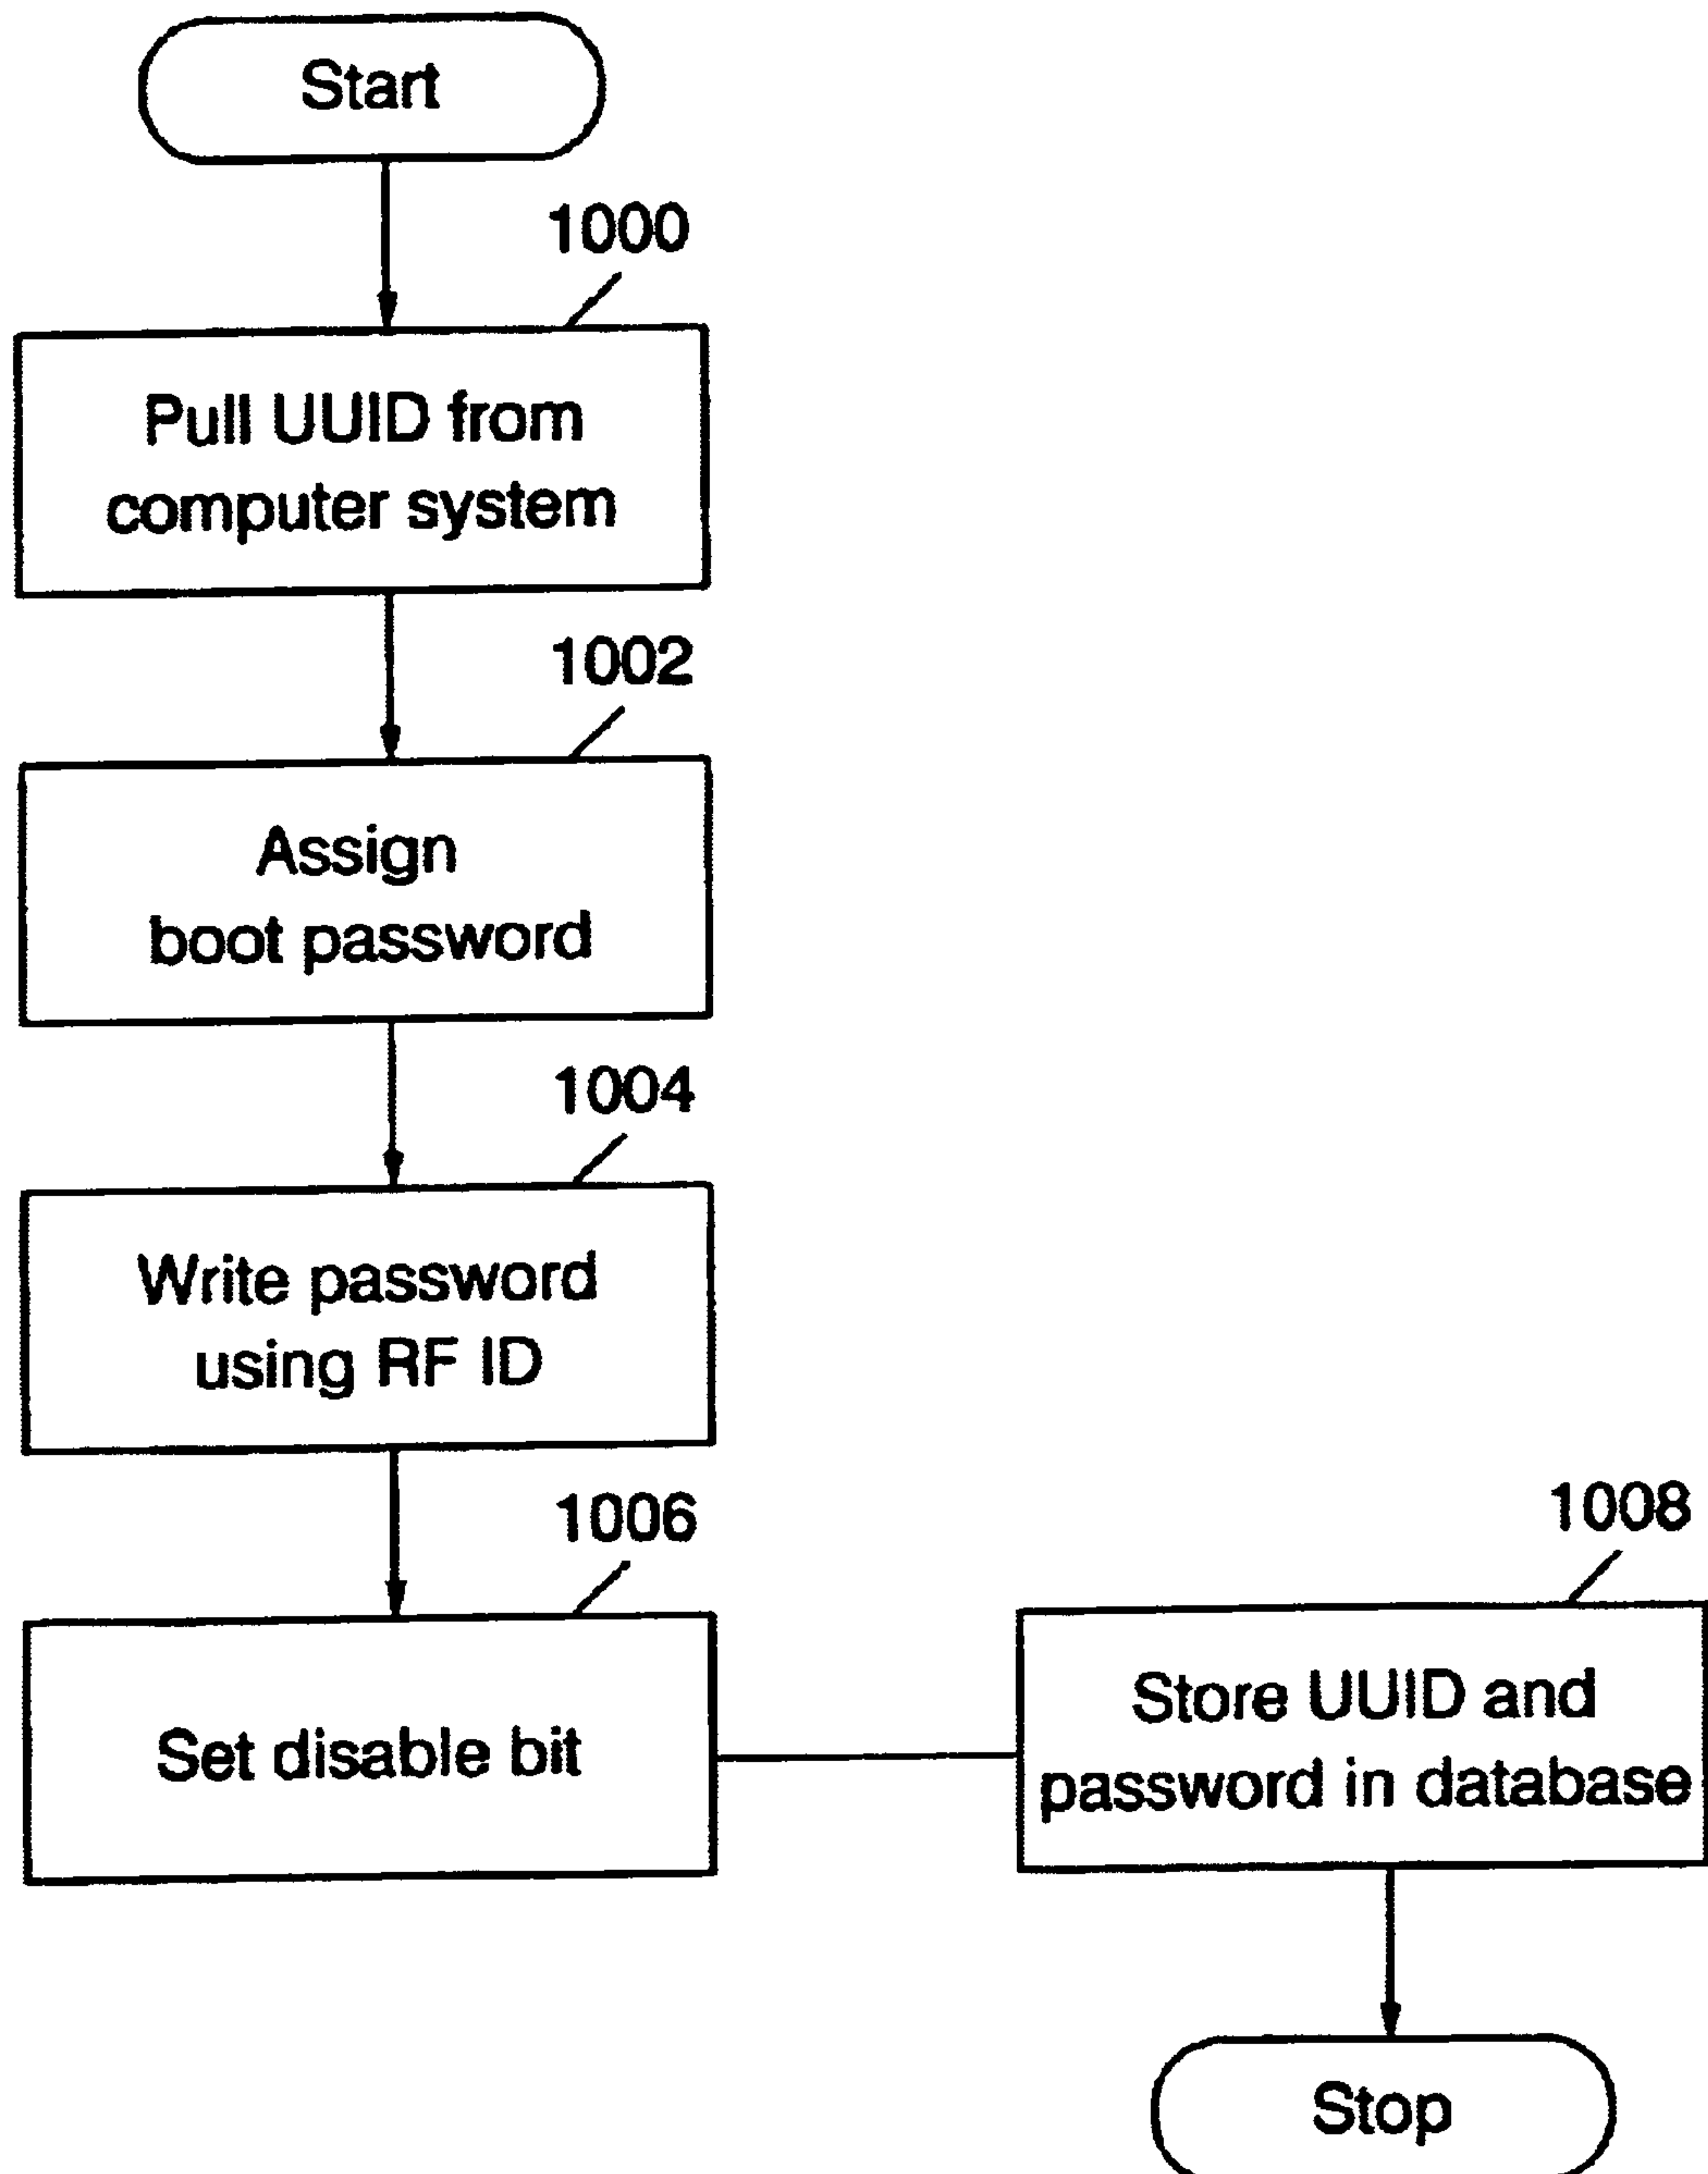 Start
1000
Pull UUID from
computer system
1002
Assign
boot password
1004
Write password
using RF ID
1006
Set disable bit
1008
Store UUID and
password in database
Stop